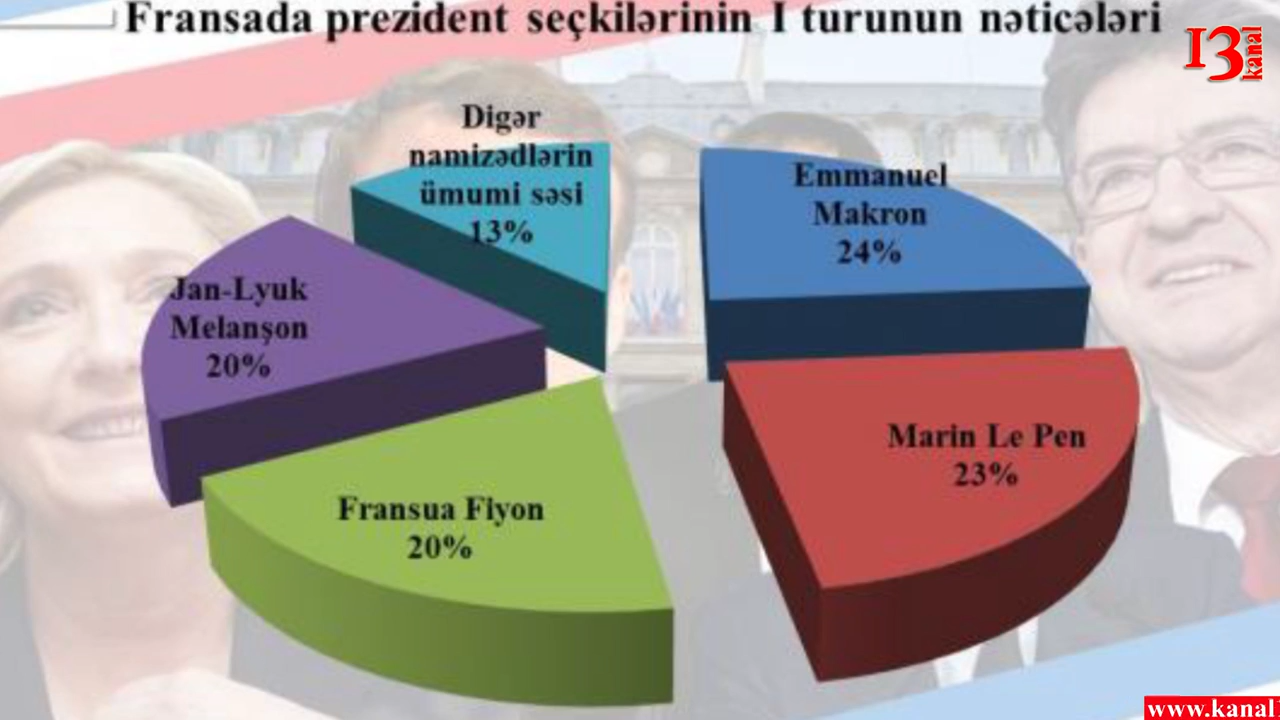 Fransada prezident seçkilərinin I turunun nəticələri
13 kanal
Digər
namizədlərin
ümumi səsi
13%
Emmanuel
Makron
24%
Jan-Lyuk
Melanşon
20%
Marin Le Pen
23%
Fransua Fiyon
20%
www.kanal